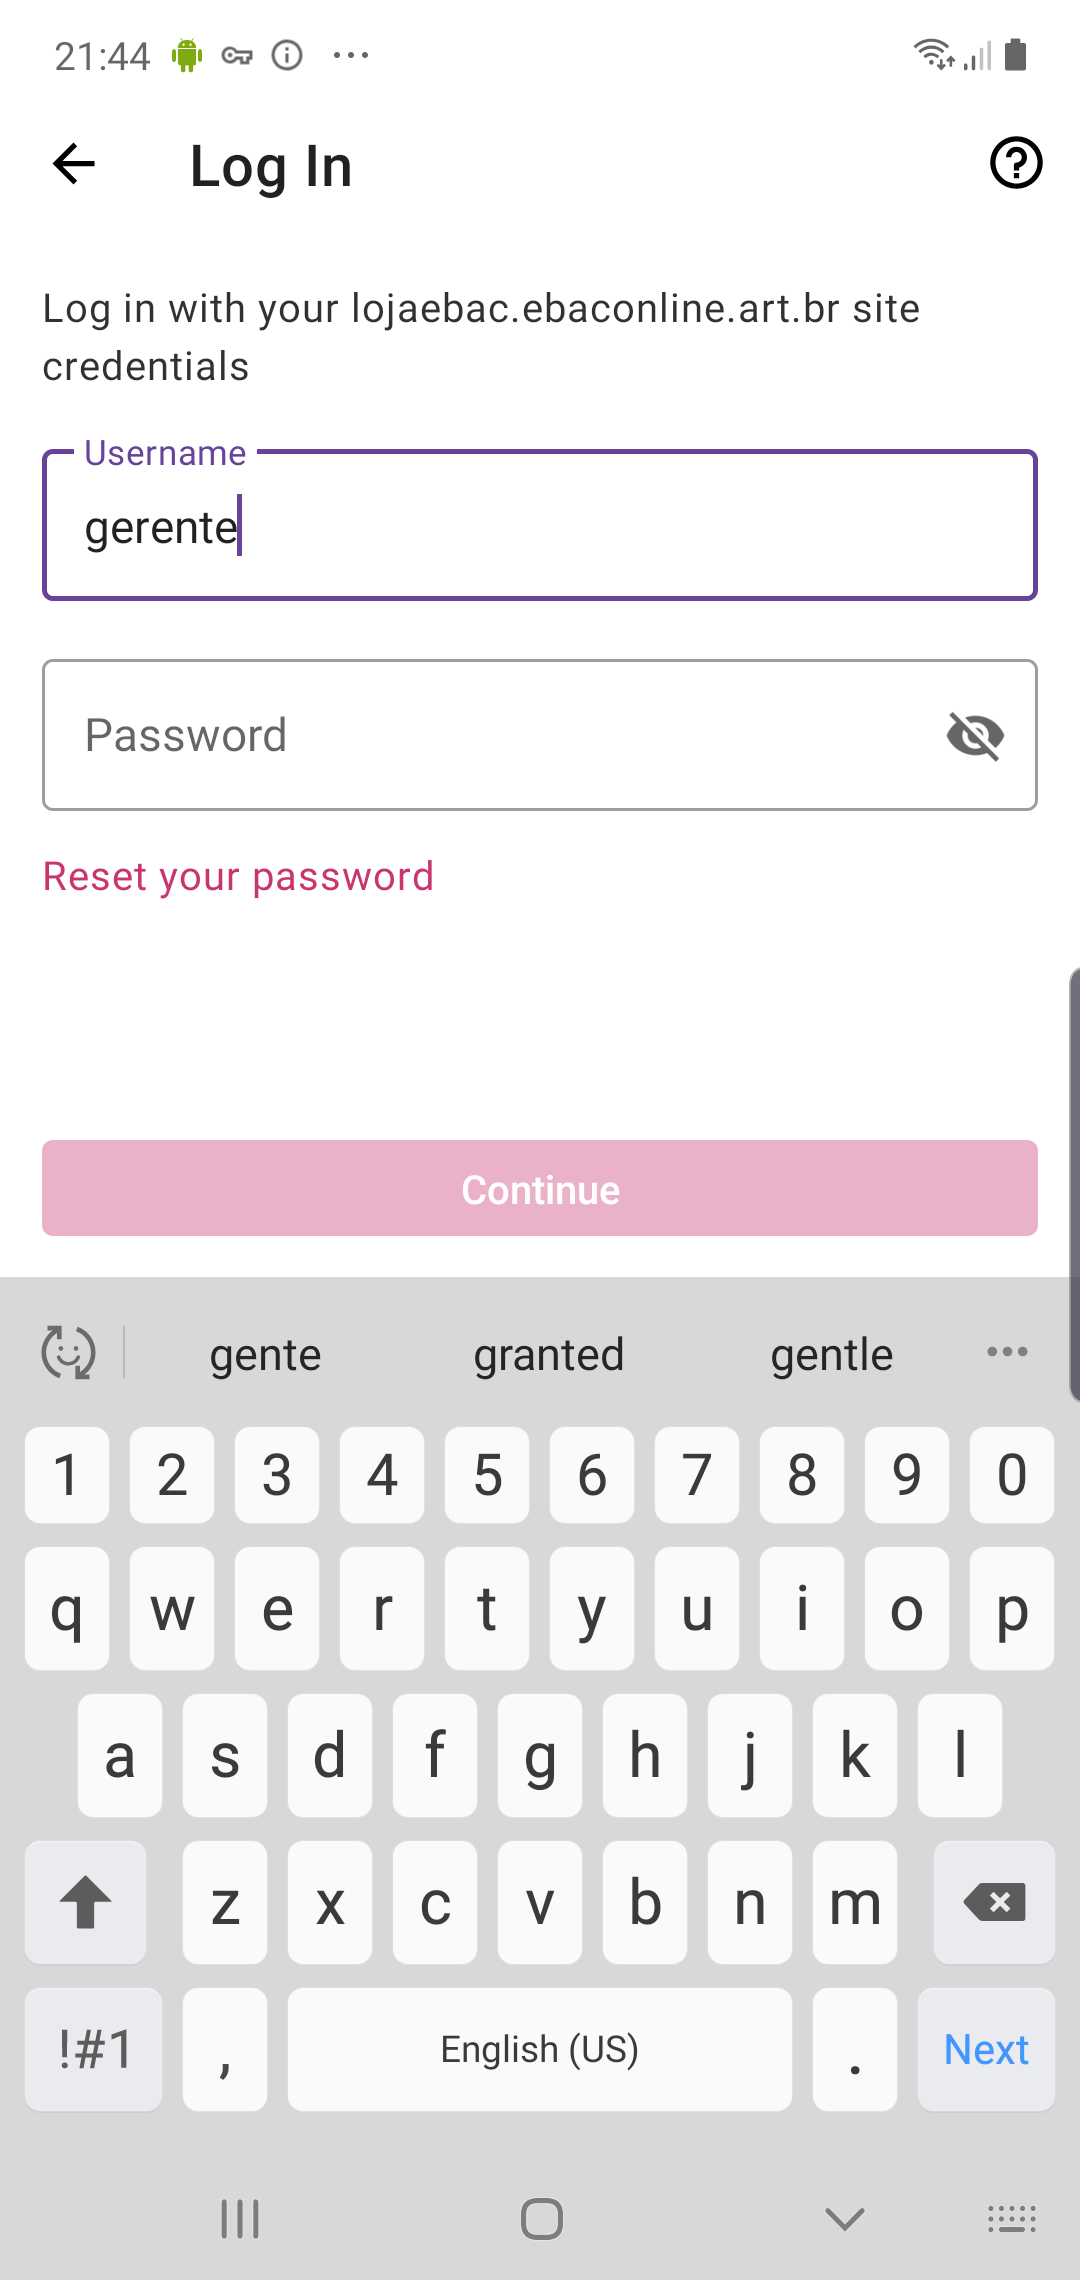 21:44
Log In
Log in with your lojaebac.ebaconline.art.br site
credentials
Username
gerente
Password
Reset your password
Continue
gente granted gentle
1 2 3 4 5 6 7 8 9 0
q w e r t y u i o p
a s d f g h j k l
z x c v b n m
!#1 , English (US) . Next